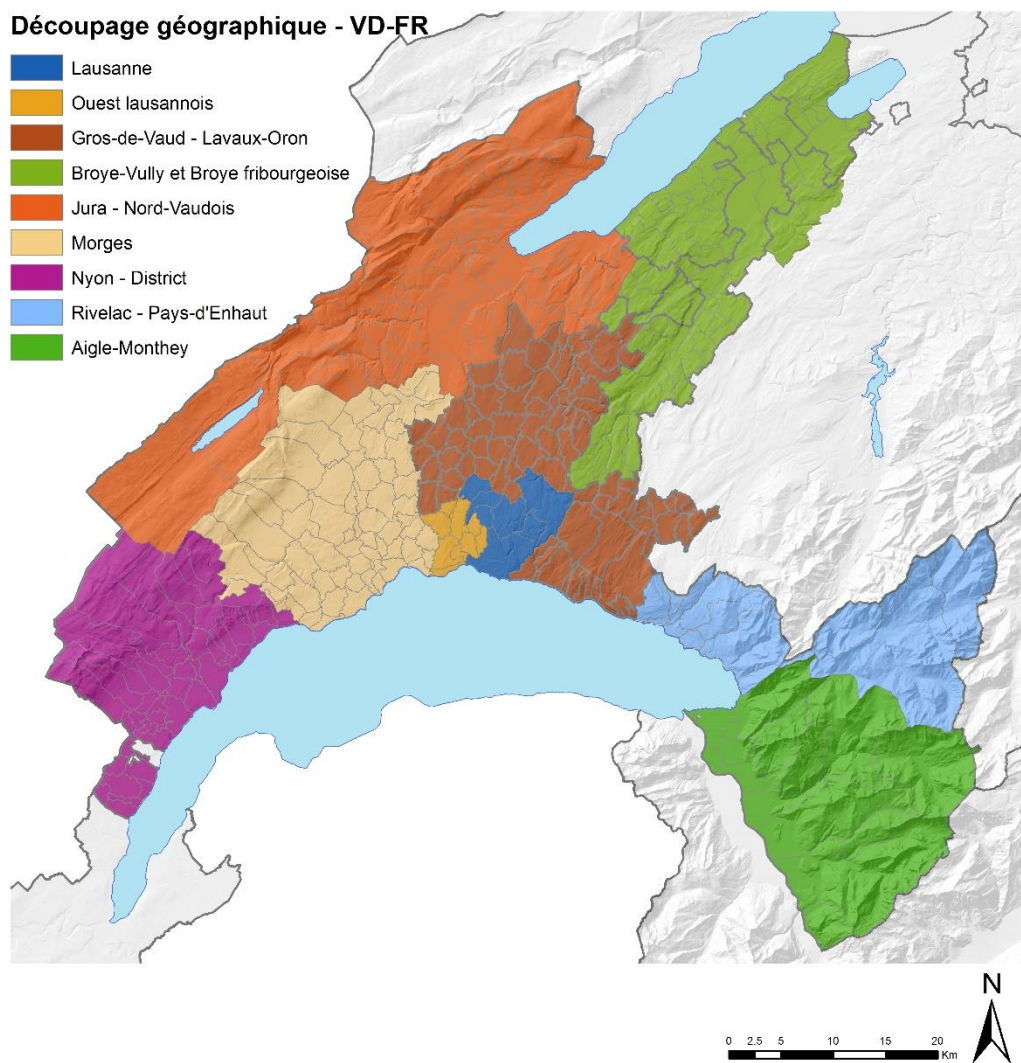 Découpage géographique - VD-FR
Lausanne
Ouest lausannois
Gros-de-Vaud - Lavaux-Oron
Broye-Vully et Broye fribourgeoise
Jura - Nord-Vaudois
Morges
Nyon - District
Rivelac - Pays-d'Enhaut
Aigle-Monthey
N
0 2.5 5 10 15 20
Km